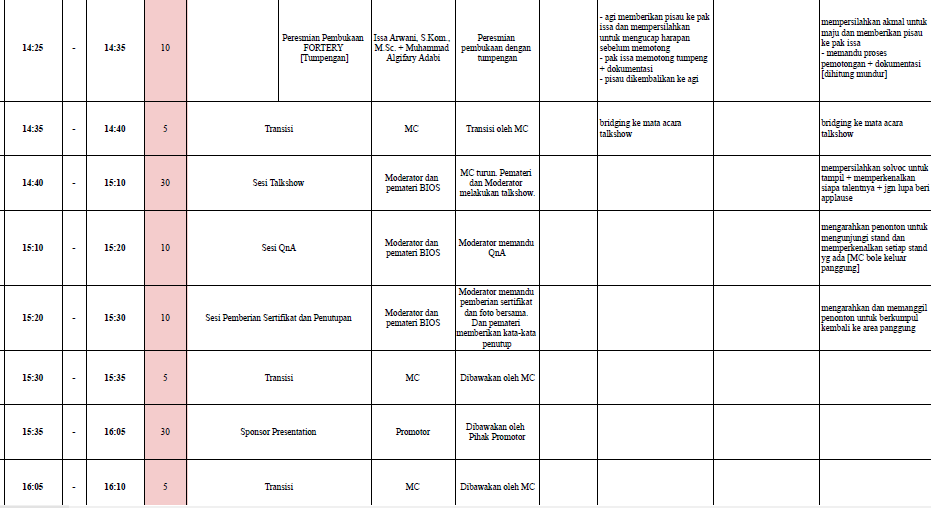 14:25 - 14:35 10
Peresmian Pembukaan
FORTERY
[Tumpengan]
Issa Arwani, S.Kom.,
M.Sc. + Muhammad
Algifary Adabi
Peresmian
pembukaan dengan
tumpengan
- agi memberikan pisau ke pak
issa dan mempersilahkan
untuk mengucap harapan
sebelum memotong
- pak issa memotong tumpeng
+ dokumentasi
- pisau dikembalikan ke agi
mempersilahkan akmal untuk
maju dan memberikan pisau
ke pak issa
- memandu proses
pemotongan + dokumentasi
[dihitung mundur]
14:35 - 14:40 5
Transisi
MC
Transisi oleh MC
bridging ke mata acara
talkshow
bridging ke mata acara
talkshow
14:40 - 15:10 30
Sesi Talkshow
Moderator dan
pemateri BIOS
MC turun. Pemateri
dan Moderator
melakukan talkshow.
mempersilahkan solvoc untuk
tampil + memperkenalkan
siapa talentnya + jgn lupa beri
applause
15:10 - 15:20 10
Sesi QnA
Moderator dan
pemateri BIOS
Moderator memandu
QnA
mengarahkan penonton untuk
mengunjungi stand dan
memperkenalkan setiap stand
yg ada [MC bole keluar
panggung]
15:20 - 15:30 10
Sesi Pemberian Sertifikat dan Penutupan
Moderator dan
pemateri BIOS
Moderator memandu
pemberian sertifikat
dan foto bersama.
Dan pemateri
memberikan kata-kata
penutup
mengarahkan dan memanggil
penonton untuk berkumpul
kembali ke area panggung
15:30 - 15:35 5
Transisi
MC
Dibawakan oleh MC
15:35 - 16:05 30
Sponsor Presentation
Promotor
Dibawakan oleh
Pihak Promotor
16:05 - 16:10 5
Transisi
MC
Dibawakan oleh MC